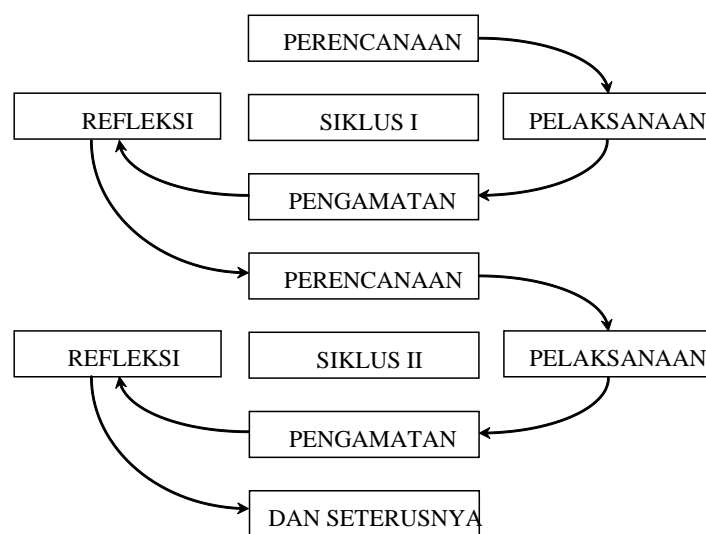 PERENCANAAN
REFLEKSI
SIKLUS I
PELAKSANAAN
PENGAMATAN
PERENCANAAN
REFLEKSI
SIKLUS II
PELAKSANAAN
PENGAMATAN
DAN SETERUSNYA